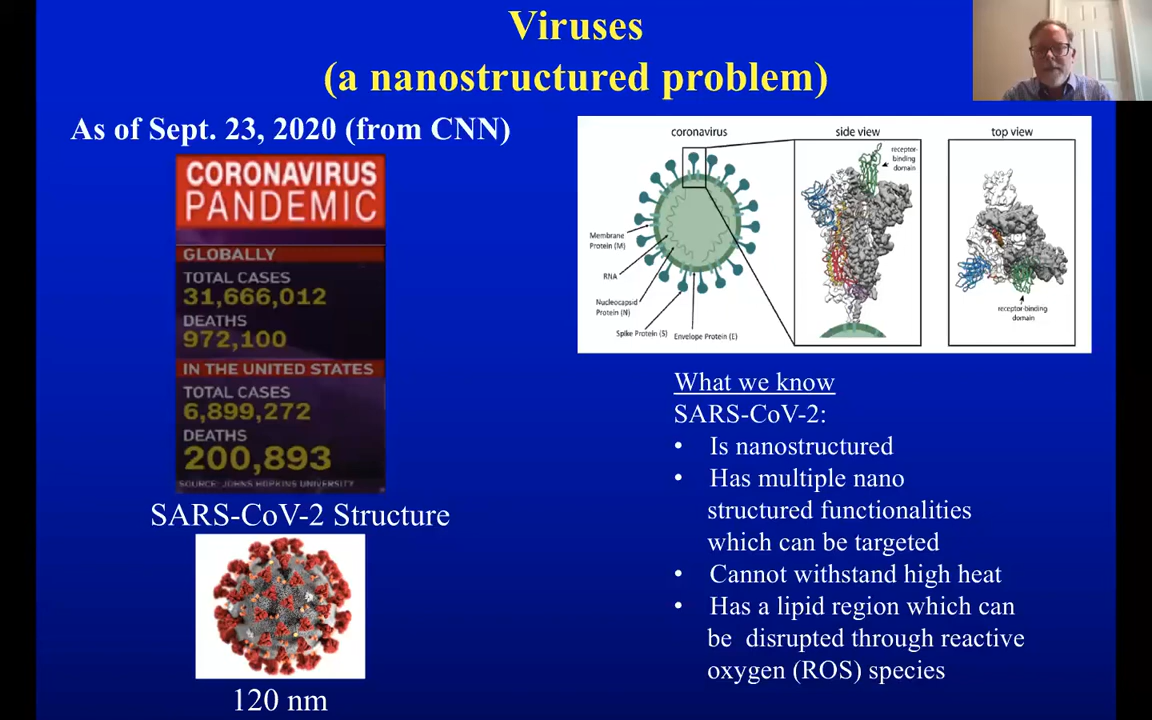 Viruses
(a nanostructured problem)
As of Sept. 23, 2020 (from CNN)
CORONAVIRUS
PANDEMIC
GLOBALLY
TOTAL CASES
31,666,012
DEATHS
972,100
IN THE UNITED STATES
TOTAL CASES
6,899,272
DEATHS
200,893
SOURCE: JOHNS HOPKINS UNIVERSITY
SARS-CoV-2 Structure
120 nm
coronavirus
side view
top view
receptor-
binding
domain
Membrane
Protein (M)
RNA
Nucleocapsid
Protein (N)
Spike Protein (S)
Envelope Protein (E)
receptor-binding
domain
What we know
SARS-CoV-2:
• Is nanostructured
• Has multiple nano
structured functionalities
which can be targeted
• Cannot withstand high heat
• Has a lipid region which can
be disrupted through reactive
oxygen (ROS) species